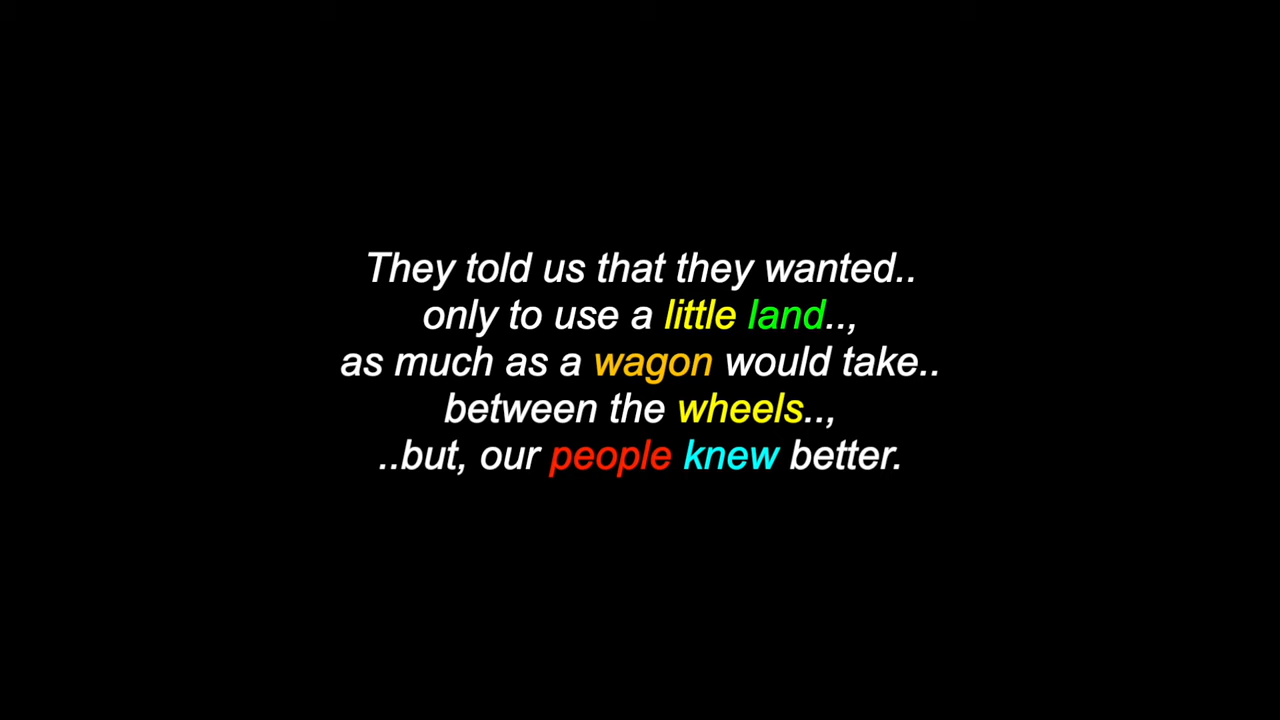 They told us that they wanted..
only to use a little land..,
as much as a wagon would take..
between the wheels..,
..but, our people knew better.